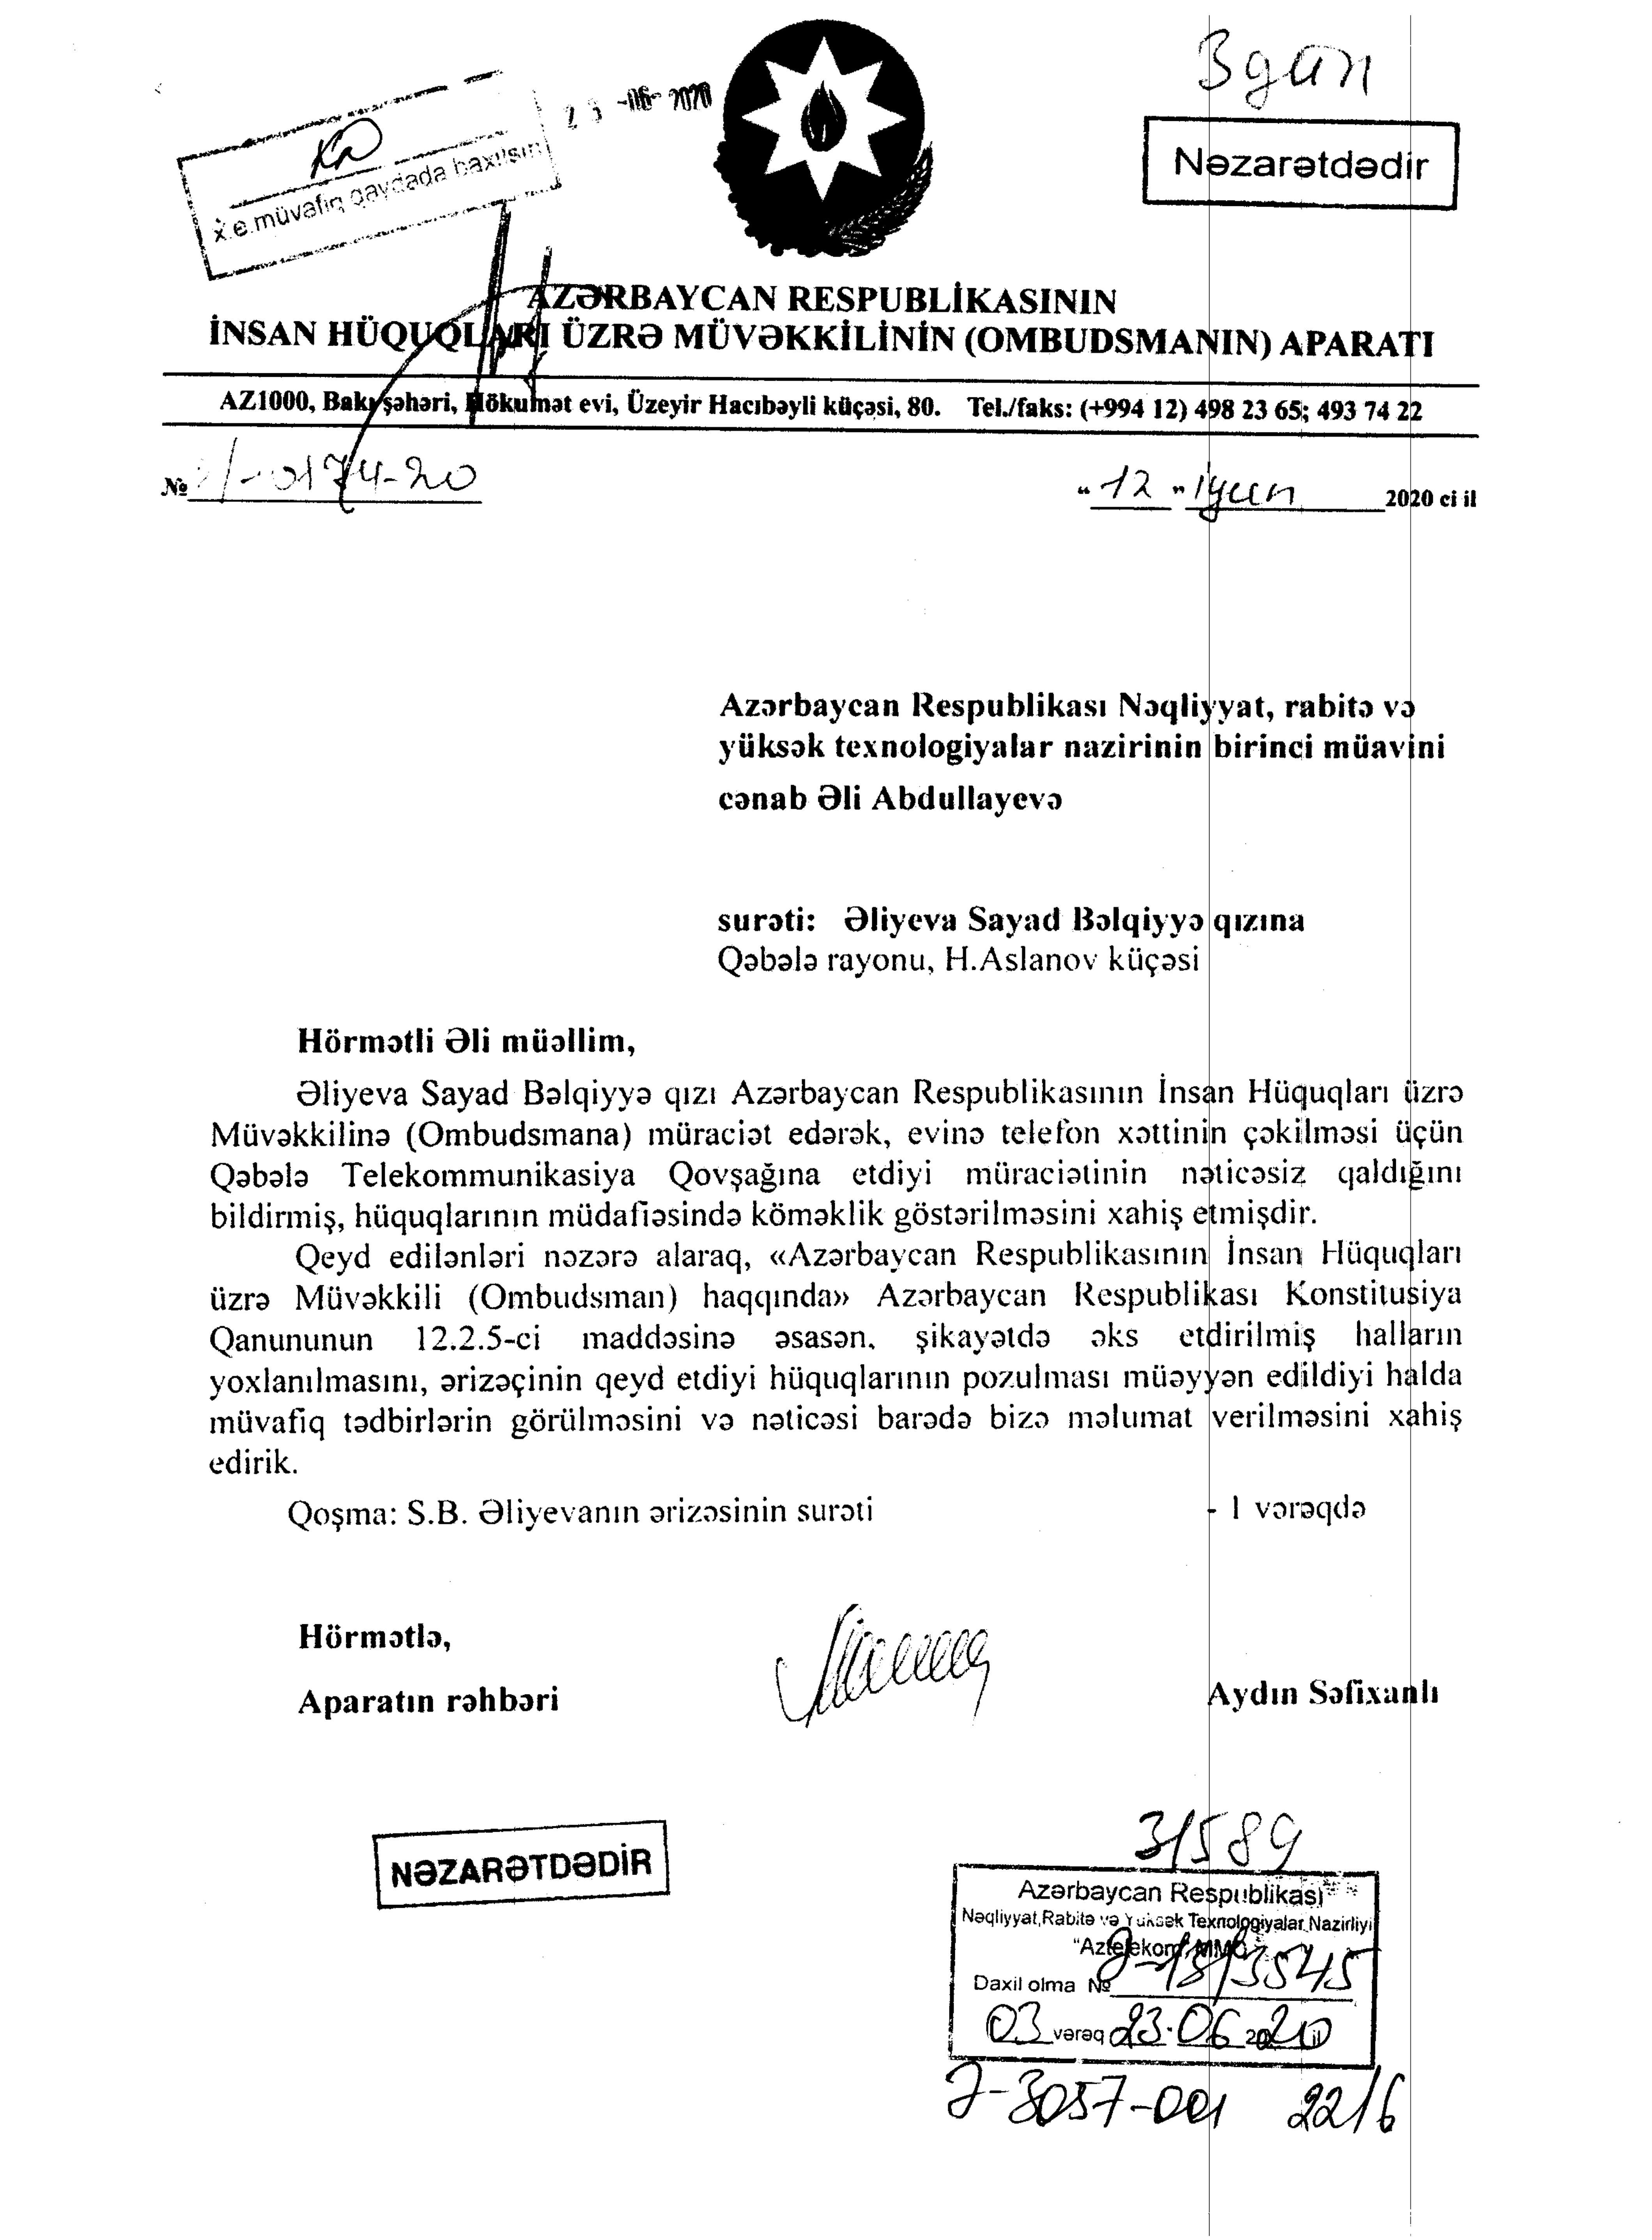 3 gün
Nəzarətdədir
x.e.müvafiq qaydada baxılsın
23 -06- 2020
AZƏRBAYCAN RESPUBLİKASININ
İNSAN HÜQUQLARI ÜZRƏ MÜVƏKKİLİNİN (OMBUDSMANIN) APARATI
AZ1000, Bakı şəhəri, Hökumət evi, Üzeyir Hacıbəyli küçəsi, 80. Tel./faks: (+994 12) 498 23 65; 493 74 22
№ /-0174-20
“12” iyun 2020 ci il
Azərbaycan Respublikası Nəqliyyat, rabitə və
yüksək texnologiyalar nazirinin birinci müavini
cənab Əli Abdullayevə
surəti: Əliyeva Sayad Bəlqiyyə qızına
Qəbələ rayonu, H.Aslanov küçəsi
Hörmətli Əli müəllim,
Əliyeva Sayad Bəlqiyyə qızı Azərbaycan Respublikasının İnsan Hüquqları üzrə
Müvəkkilinə (Ombudsmana) müraciət edərək, evinə telefon xəttinin çəkilməsi üçün
Qəbələ Telekommunikasiya Qovşağına etdiyi müraciətinin nəticəsiz qaldığını
bildirmiş, hüquqlarının müdafiəsində köməklik göstərilməsini xahiş etmişdir.
Qeyd edilənləri nəzərə alaraq, «Azərbaycan Respublikasının İnsan Hüquqları
üzrə Müvəkkili (Ombudsman) haqqında» Azərbaycan Respublikası Konstitusiya
Qanununun 12.2.5-ci maddəsinə əsasən, şikayətdə əks etdirilmiş halların
yoxlanılmasını, ərizəçinin qeyd etdiyi hüquqlarının pozulması müəyyən edildiyi halda
müvafiq tədbirlərin görülməsini və nəticəsi barədə bizə məlumat verilməsini xahiş
edirik.
Qoşma: S.B. Əliyevanın ərizəsinin surəti - 1 vərəqdə
Hörmətlə,
Aparatın rəhbəri Aydın Səfixanlı
NƏZARƏTDƏDİR
31589
Azərbaycan Respublikası
Nəqliyyat, Rabitə və Yüksək Texnologiyalar Nazirliyi
"Aztelekom" MMC
Daxil olma № Ə-18/3545
03 vərəq 23.06 2020 il
Ə-3057-001 22/6